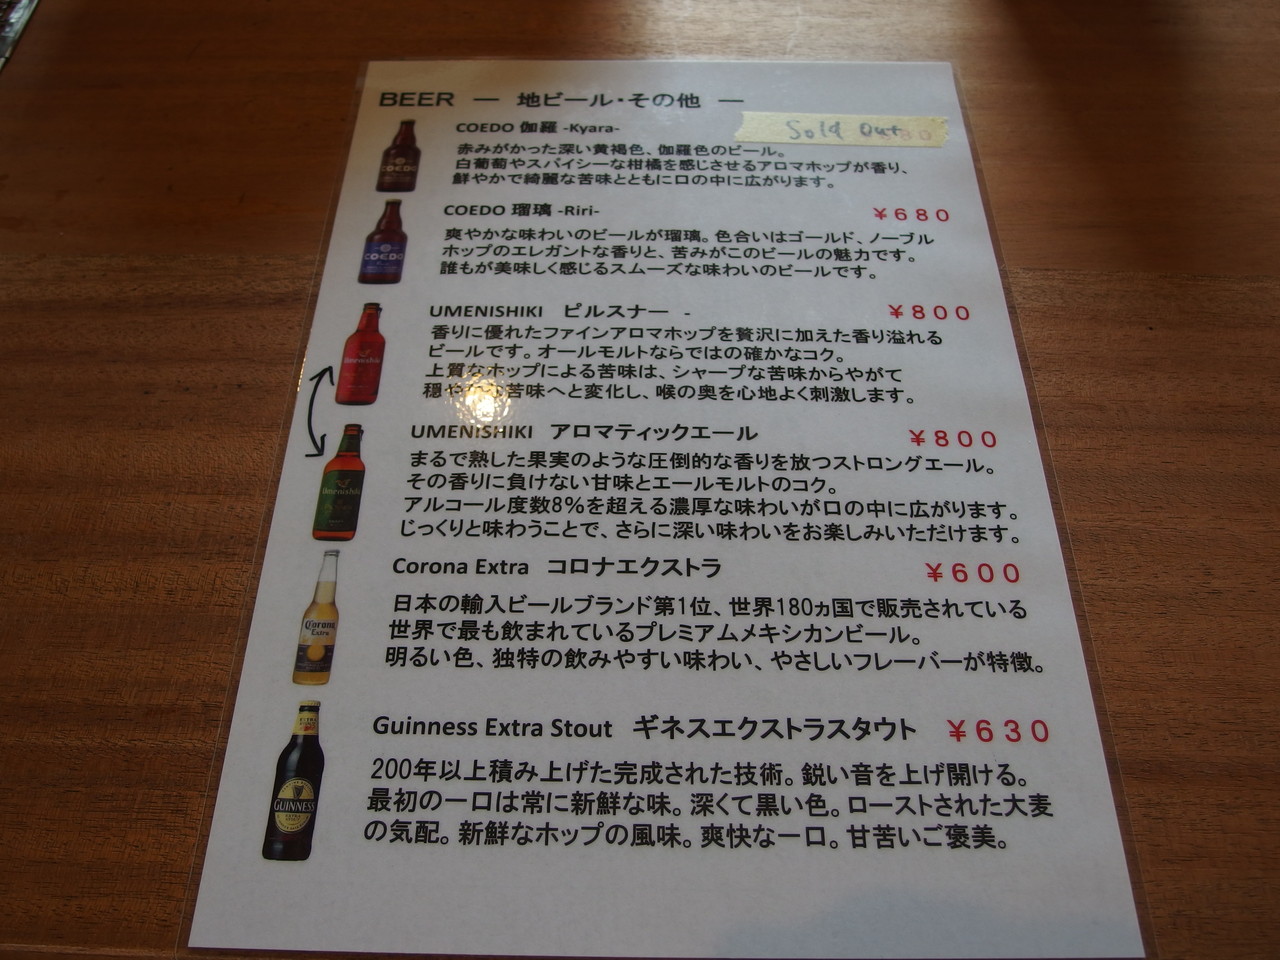 BEER ― 地ビール・その他 ―
COEDO 伽羅 -Kyara-
Sold Out
赤みがかった深い黄褐色、伽羅色のビール。
白葡萄やスパイシーな柑橘を感じさせるアロマホップが香り、
鮮やかで綺麗な苦味とともに口の中に広がります。
COEDO 瑠璃 -Riri- ￥680
爽やかな味わいのビールが瑠璃。色合いはゴールド、ノーブル
ホップのエレガントな香りと、苦みがこのビールの魅力です。
誰もが美味しく感じるスムーズな味わいのビールです。
UMENISHIKI ピルスナー - ￥800
香りに優れたファインアロマホップを贅沢に加えた香り溢れる
ビールです。オールモルトならではの確かなコク。
上質なホップによる苦味は、シャープな苦味からやがて
穏やかな苦味へと変化し、喉の奥を心地よく刺激します。
UMENISHIKI アロマティックエール ￥800
まるで熟した果実のような圧倒的な香りを放つストロングエール。
その香りに負けない甘味とエールモルトのコク。
アルコール度数8%を超える濃厚な味わいが口の中に広がります。
じっくりと味わうことで、さらに深い味わいをお楽しみいただけます。
Corona Extra コロナエクストラ ￥600
日本の輸入ビールブランド第1位、世界180ヵ国で販売されている
世界で最も飲まれているプレミアムメキシカンビール。
明るい色、独特の飲みやすい味わい、やさしいフレーバーが特徴。
Guinness Extra Stout ギネスエクストラスタウト ￥630
200年以上積み上げた完成された技術。鋭い音を上げ開ける。
最初の一口は常に新鮮な味。深くて黒い色。ローストされた大麦
の気配。新鮮なホップの風味。爽快な一口。甘苦いご褒美。
COEDO
COEDO
Umenishiki
Umenishiki
Corona
Extra
GUINNESS